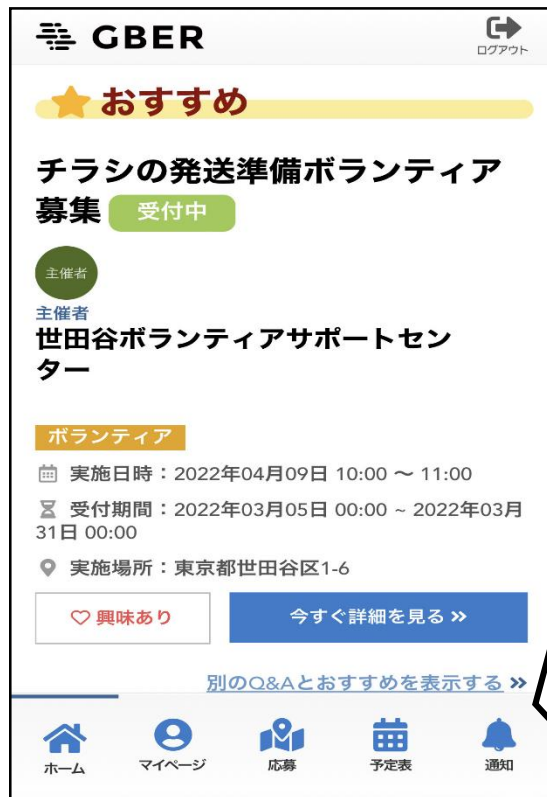 GBER
ログアウト
おすすめ
チラシの発送準備ボランティア
募集 受付中
主催者
主催者
世田谷ボランティアサポートセン
ター
ボランティア
実施日時：2022年04月09日 10:00 〜 11:00
受付期間：2022年03月05日 00:00 ~ 2022年03月
31日 00:00
実施場所：東京都世田谷区1-6
♡ 興味あり 今すぐ詳細を見る »
別のQ&Aとおすすめを表示する »
ホーム マイページ 応募 予定表 通知